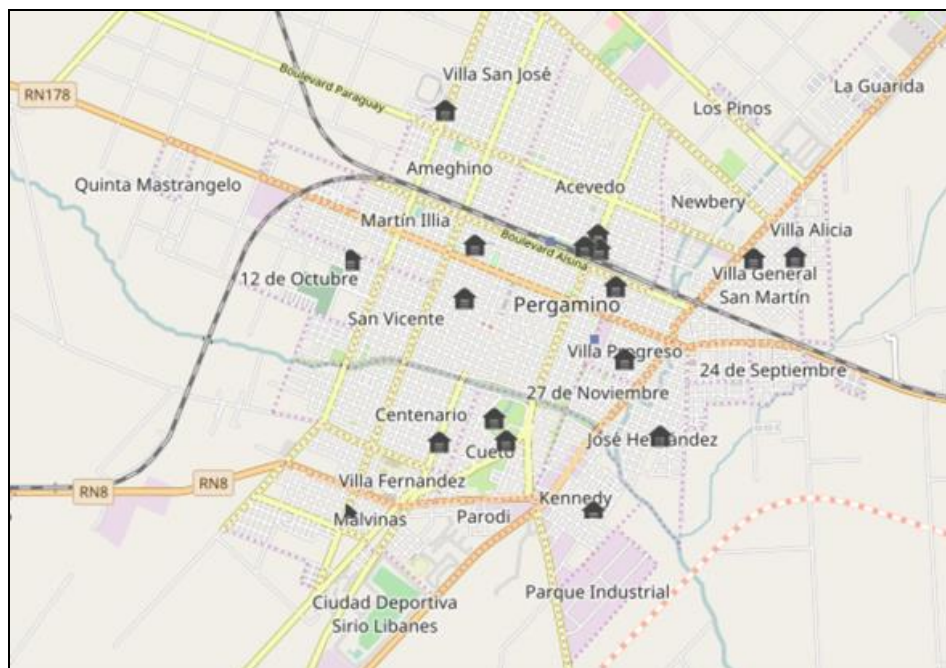 Villa San José
La Guarida
Boulevard Paraguay
RN178
Los Pinos
Ameghino
Quinta Mastrangelo
Acevedo
Newbery
Martín Illia
Villa Alicia
Boulevard Alsina
12 de Octubre
Villa General
San Martín
Pergamino
San Vicente
Villa Progreso
24 de Septiembre
27 de Noviembre
Centenario
José Hernández
Cueto
Villa Fernandez
RN8
RN8
Kennedy
Malvinas
Parodi
Parque Industrial
Ciudad Deportiva
Sirio Libanes